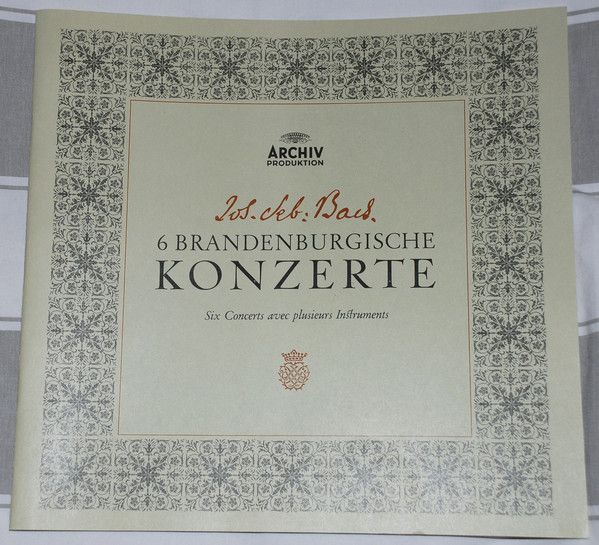 ARCHIV
PRODUKTION
Joh. Seb: Bach.
6 BRANDENBURGISCHE
KONZERTE
Six Concerts avec plusieurs Inſtruments